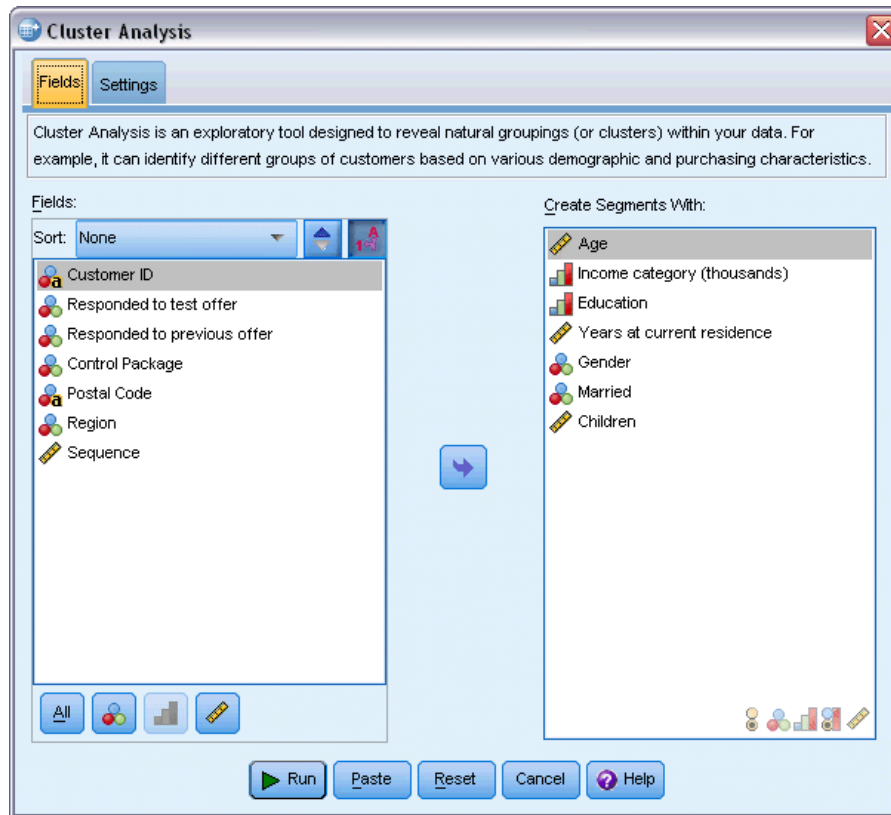 Cluster Analysis
Fields Settings
Cluster Analysis is an exploratory tool designed to reveal natural groupings (or clusters) within your data. For
example, it can identify different groups of customers based on various demographic and purchasing characteristics.
Fields:
Sort: None
Customer ID
Responded to test offer
Responded to previous offer
Control Package
Postal Code
Region
Sequence
All
Create Segments With:
Age
Income category (thousands)
Education
Years at current residence
Gender
Married
Children
Run Paste Reset Cancel Help